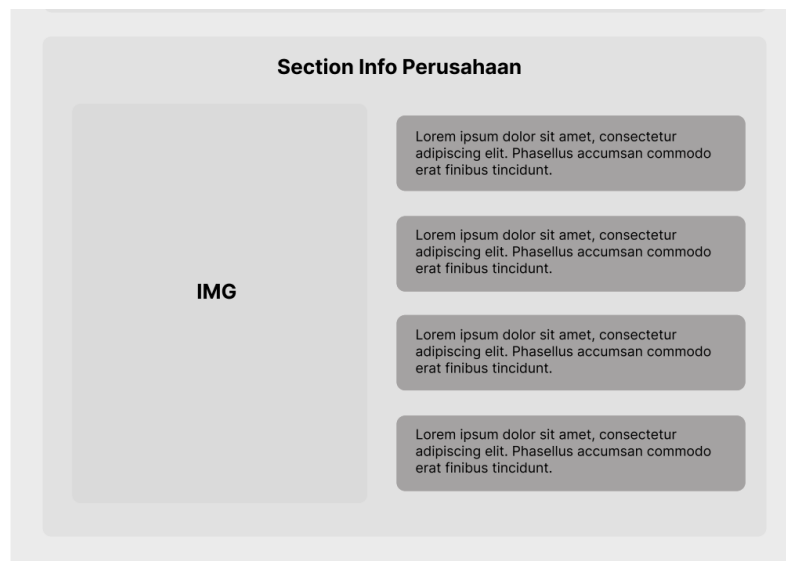 Section Info Perusahaan
IMG
Lorem ipsum dolor sit amet, consectetur
adipiscing elit. Phasellus accumsan commodo
erat finibus tincidunt.
Lorem ipsum dolor sit amet, consectetur
adipiscing elit. Phasellus accumsan commodo
erat finibus tincidunt.
Lorem ipsum dolor sit amet, consectetur
adipiscing elit. Phasellus accumsan commodo
erat finibus tincidunt.
Lorem ipsum dolor sit amet, consectetur
adipiscing elit. Phasellus accumsan commodo
erat finibus tincidunt.